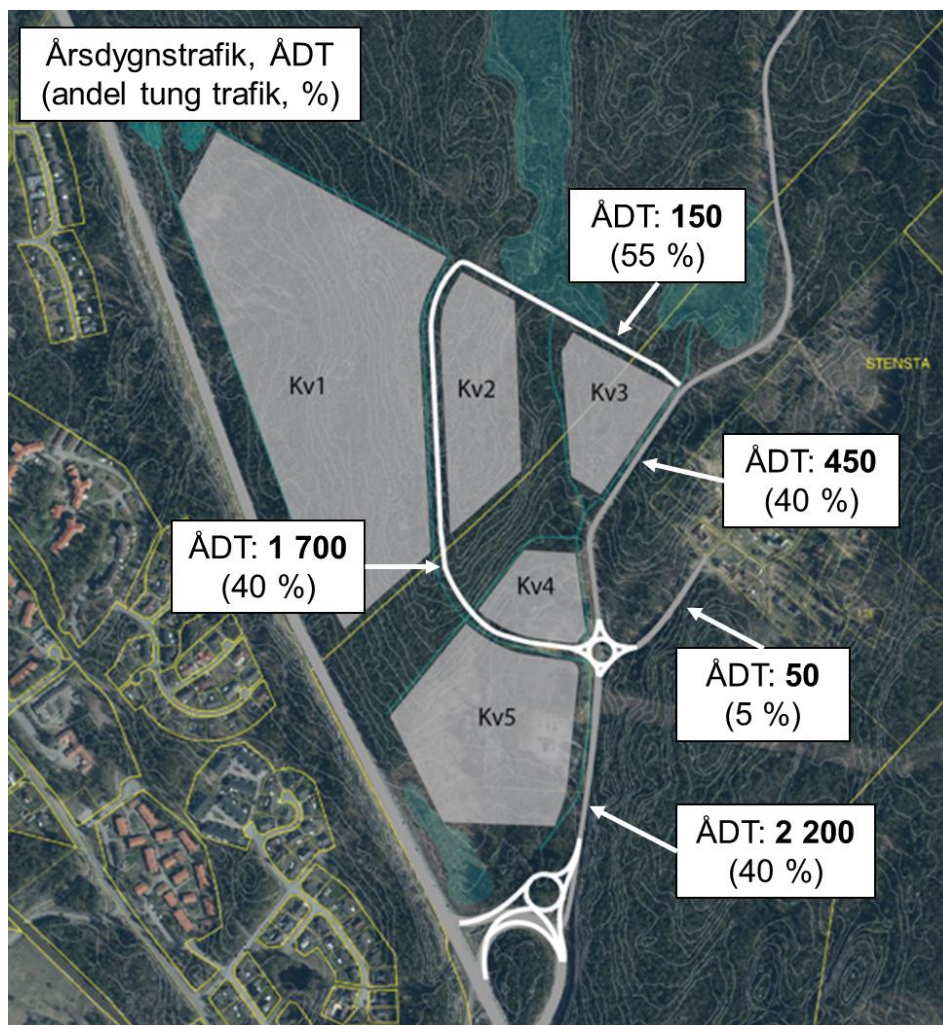 Årsdygnstrafik, ÅDT
(andel tung trafik, %)
ÅDT: 150
(55 %)
STENSTA
Kv1
Kv2
Kv3
ÅDT: 450
(40 %)
ÅDT: 1 700
(40 %)
Kv4
ÅDT: 50
(5 %)
Kv5
ÅDT: 2 200
(40 %)